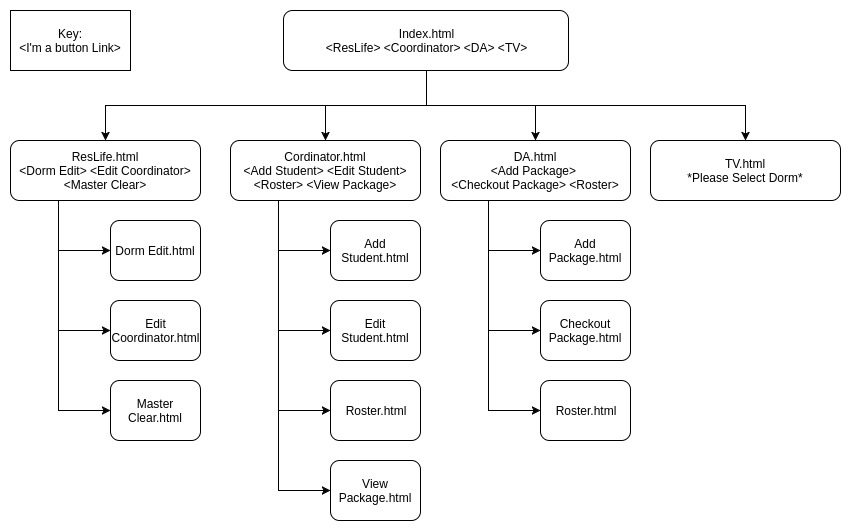 Key:
<I'm a button Link>
Index.html
<ResLife> <Coordinator> <DA> <TV>
ResLife.html
<Dorm Edit> <Edit Coordinator>
<Master Clear>
Cordinator.html
<Add Student> <Edit Student>
<Roster> <View Package>
DA.html
<Add Package>
<Checkout Package> <Roster>
TV.html
*Please Select Dorm*
Dorm Edit.html
Edit
Coordinator.html
Master
Clear.html
Add
Student.html
Edit
Student.html
Roster.html
View
Package.html
Add
Package.html
Checkout
Package.html
Roster.html